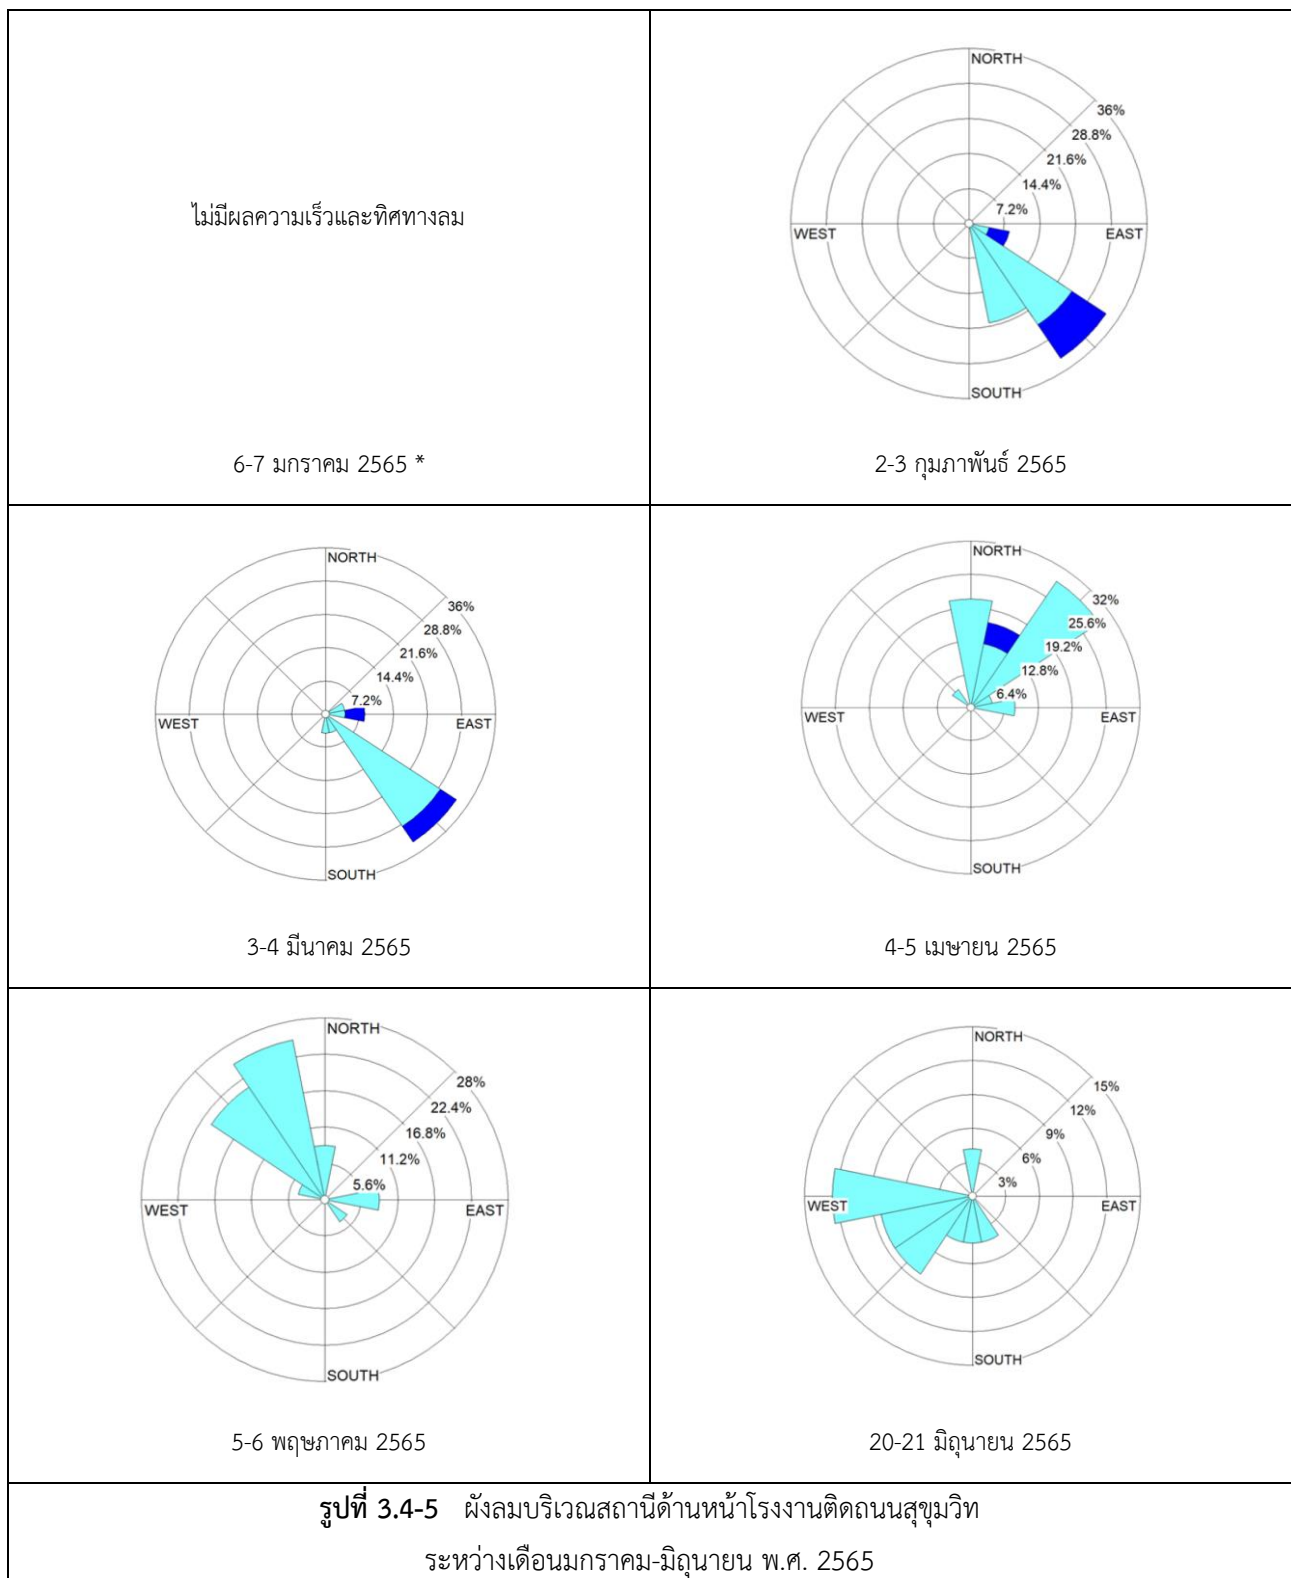 ไม่มีผลความเร็วและทิศทางลม
6-7 มกราคม 2565 *
NORTH
36%
28.8%
21.6%
14.4%
7.2%
WEST
EAST
SOUTH
2-3 กุมภาพันธ์ 2565
NORTH
36%
28.8%
21.6%
14.4%
7.2%
WEST
EAST
SOUTH
3-4 มีนาคม 2565
NORTH
32%
25.6%
19.2%
12.8%
6.4%
WEST
EAST
SOUTH
4-5 เมษายน 2565
NORTH
28%
22.4%
16.8%
11.2%
5.6%
WEST
EAST
SOUTH
5-6 พฤษภาคม 2565
NORTH
15%
12%
9%
6%
3%
WEST
EAST
SOUTH
20-21 มิถุนายน 2565
รูปที่ 3.4-5 ผังลมบริเวณสถานีด้านหน้าโรงงานติดถนนสุขุมวิท
ระหว่างเดือนมกราคม-มิถุนายน พ.ศ. 2565